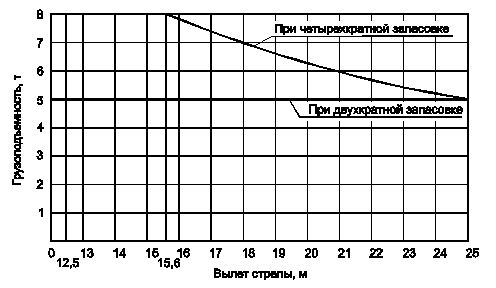 8
При четырехкратной запасовке
7
6
5
При двухкратной запасовке
4
3
2
1
Грузоподъемность, т
0 13 14 15 16 17 18 19 20 21 22 23 24 25
12,5 15,6
Вылет стрелы, м